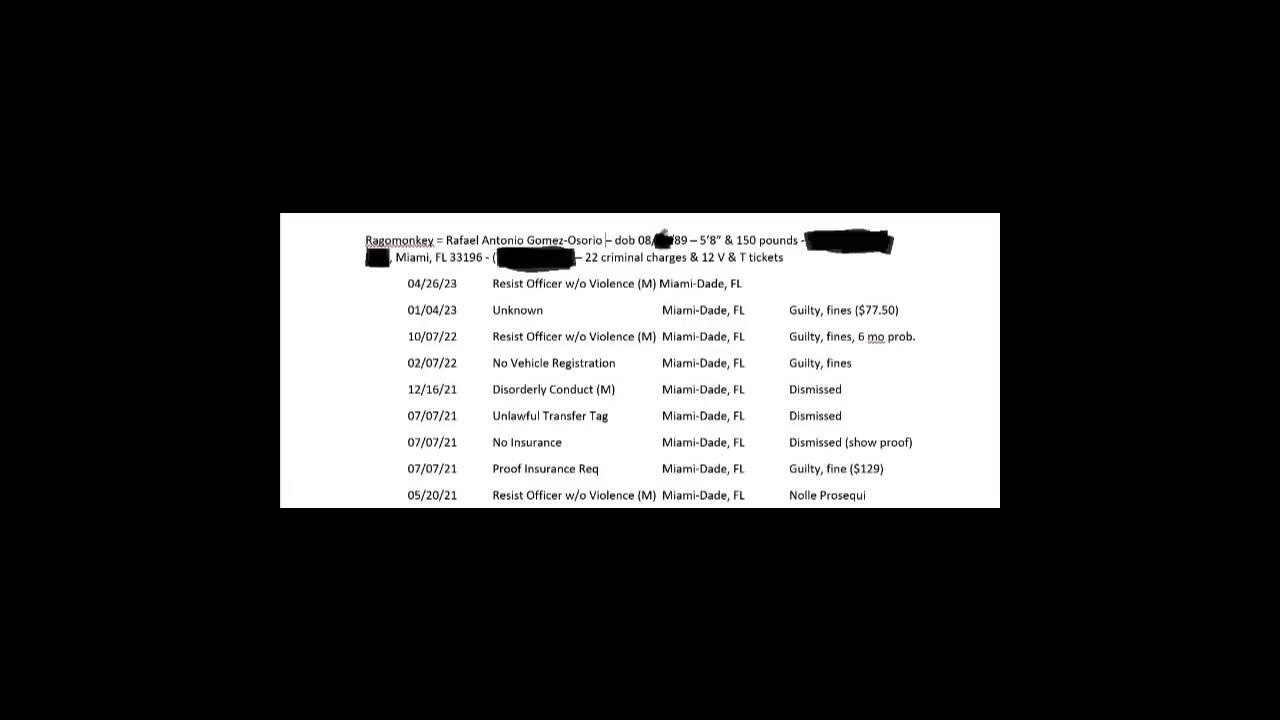 Ragomonkey = Rafael Antonio Gomez-Osorio – dob 08/ /89 – 5'8" & 150 pounds -
, Miami, FL 33196 - ( – 22 criminal charges & 12 V & T tickets
04/26/23 Resist Officer w/o Violence (M) Miami-Dade, FL
01/04/23 Unknown Miami-Dade, FL Guilty, fines ($77.50)
10/07/22 Resist Officer w/o Violence (M) Miami-Dade, FL Guilty, fines, 6 mo prob.
02/07/22 No Vehicle Registration Miami-Dade, FL Guilty, fines
12/16/21 Disorderly Conduct (M) Miami-Dade, FL Dismissed
07/07/21 Unlawful Transfer Tag Miami-Dade, FL Dismissed
07/07/21 No Insurance Miami-Dade, FL Dismissed (show proof)
07/07/21 Proof Insurance Req Miami-Dade, FL Guilty, fine ($129)
05/20/21 Resist Officer w/o Violence (M) Miami-Dade, FL Nolle Prosequi